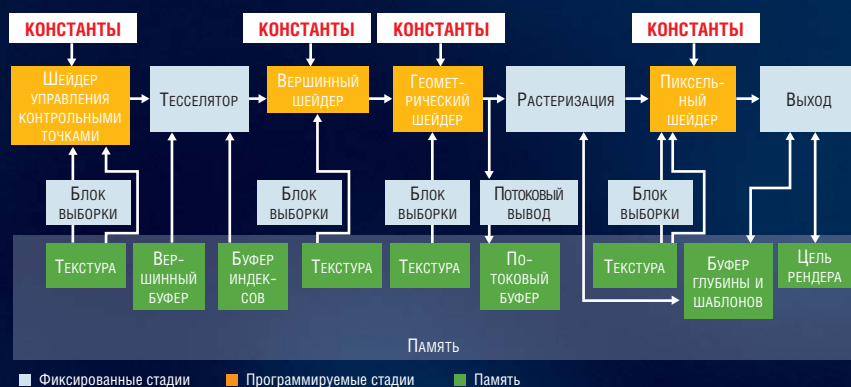 КОНСТАНТЫ
КОНСТАНТЫ
КОНСТАНТЫ
КОНСТАНТЫ
Шейдер
управления
контрольными
точками
Тесселятор
Вершинный
шейдер
Геомет-
рический
шейдер
Растеризация
Пиксель-
ный
шейдер
Выход
Блок
выборки
Блок
выборки
Блок
выборки
Потоковый
вывод
Блок
выборки
Текстура
Вер-
шинный
буфер
Буфер
индек-
сов
Текстура
Текстура
По-
токовый
буфер
Текстура
Буфер
глубины и
шаблонов
Цель
рендера
Память
Фиксированные стадии
Программируемые стадии
Память